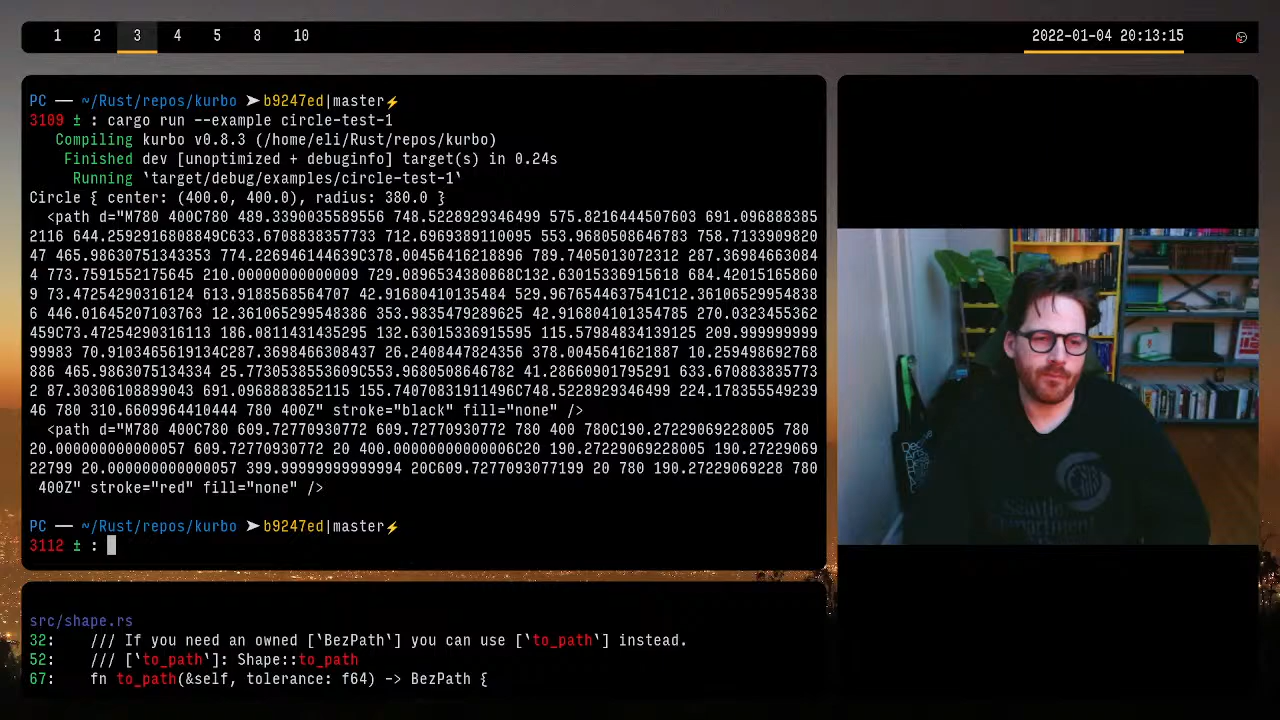 1 2 3 4 5 8 10 2022-01-04 20:13:15
PC — ~/Rust/repos/kurbo ➤ b9247ed|master⚡
3109 ± : cargo run --example circle-test-1
Compiling kurbo v0.8.3 (/home/eli/Rust/repos/kurbo)
Finished dev [unoptimized + debuginfo] target(s) in 0.24s
Running `target/debug/examples/circle-test-1`
Circle { center: (400.0, 400.0), radius: 380.0 }
<path d="M780 400C780 489.3390035589556 748.5228929346499 575.8216444507603 691.096888385
2116 644.2592916808849C633.6708838357733 712.6969389110095 553.9680508646783 758.7133909820
47 465.98630751343353 774.226946144639C378.0045641621896 789.7405013072312 287.369846630844
4 773.7591552175645 210.00000000000009 729.0896534380868C132.63015336915618 684.42015165860
9 73.47254290316124 613.9188568564707 42.91680410135484 529.9676544637541C12.36106529954838
6 446.01645207103763 12.361065299548386 353.9835479289625 42.916804101354785 270.0323455362
459C73.47254290316113 186.0811431435295 132.63015336915595 115.57984834139125 209.999999999
99983 70.9103465619134C287.3698466308437 26.24084478243​56 378.0045641621887 10.259498692768
886 465.9863075134334 25.77305385536095C553.9680508646782 41.28660901795291 633.67088383577​3
2 87.30306108899043 691.0968883852115 155.74070831911496C748.5228929346499 224.178355549239
46 780 310.6609964410444 780 400Z" stroke="black" fill="none" />
<path d="M780 400C780 609.72770930772 609.72770930772 780 400 780C190.27229069228005 780
20.000000000000057 609.72770930772 20 400.00000000000006C20 190.27229069228005 190.27229069
22799 20.000000000000057 399.99999999999994 20C609.7277093077199 20 780 190.27229069228 780
400Z" stroke="red" fill="none" />
PC — ~/Rust/repos/kurbo ➤ b9247ed|master⚡
3112 ± :
src/shape.rs
32: /// If you need an owned [`BezPath`] you can use [`to_path`] instead.
52: /// [`to_path`]: Shape::to_path
67: fn to_path(&self, tolerance: f64) -> BezPath {
Seattle
Department